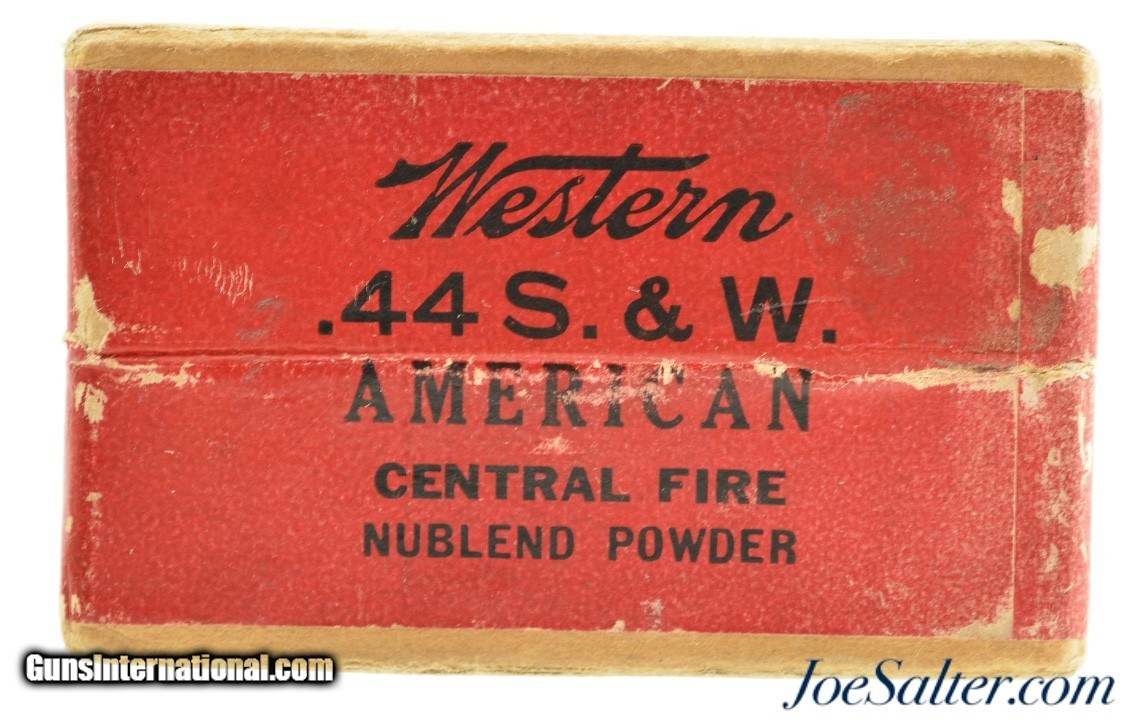 Western
.44 S. & W.
AMERICAN
CENTRAL FIRE
NUBLEND POWDER
GunsInternational.com
JoeSalter.com